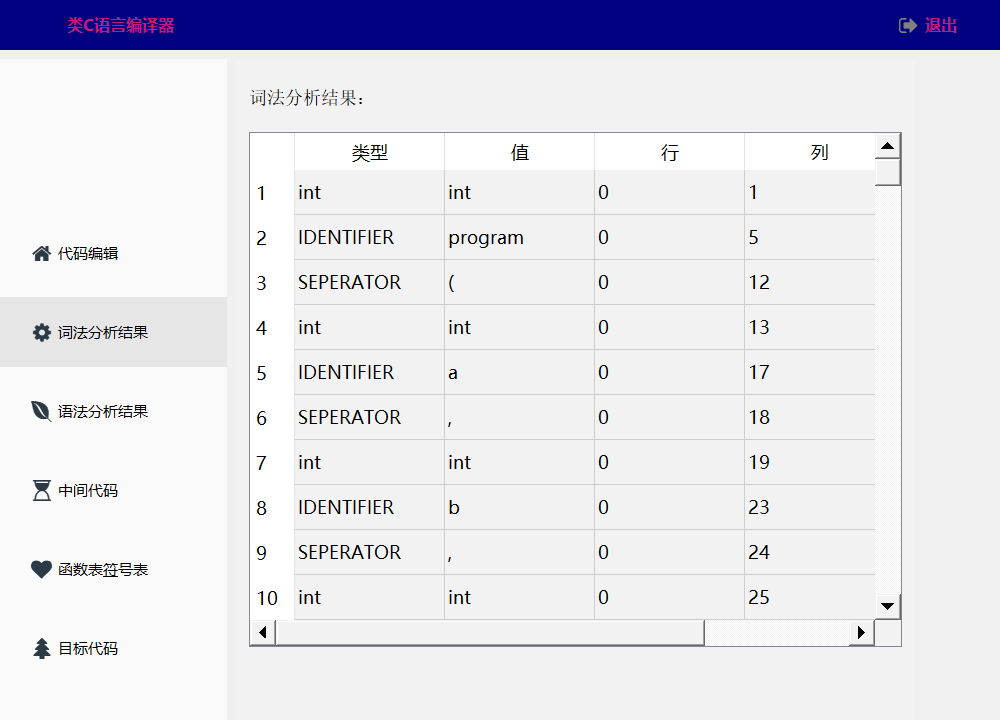 类C语言编译器 退出
词法分析结果：
类型 值 行 列
1 int int 0 1
2 IDENTIFIER program 0 5
3 SEPERATOR ( 0 12
4 int int 0 13
5 IDENTIFIER a 0 17
6 SEPERATOR , 0 18
7 int int 0 19
8 IDENTIFIER b 0 23
9 SEPERATOR , 0 24
10 int int 0 25
代码编辑
词法分析结果
语法分析结果
中间代码
函数表符号表
目标代码